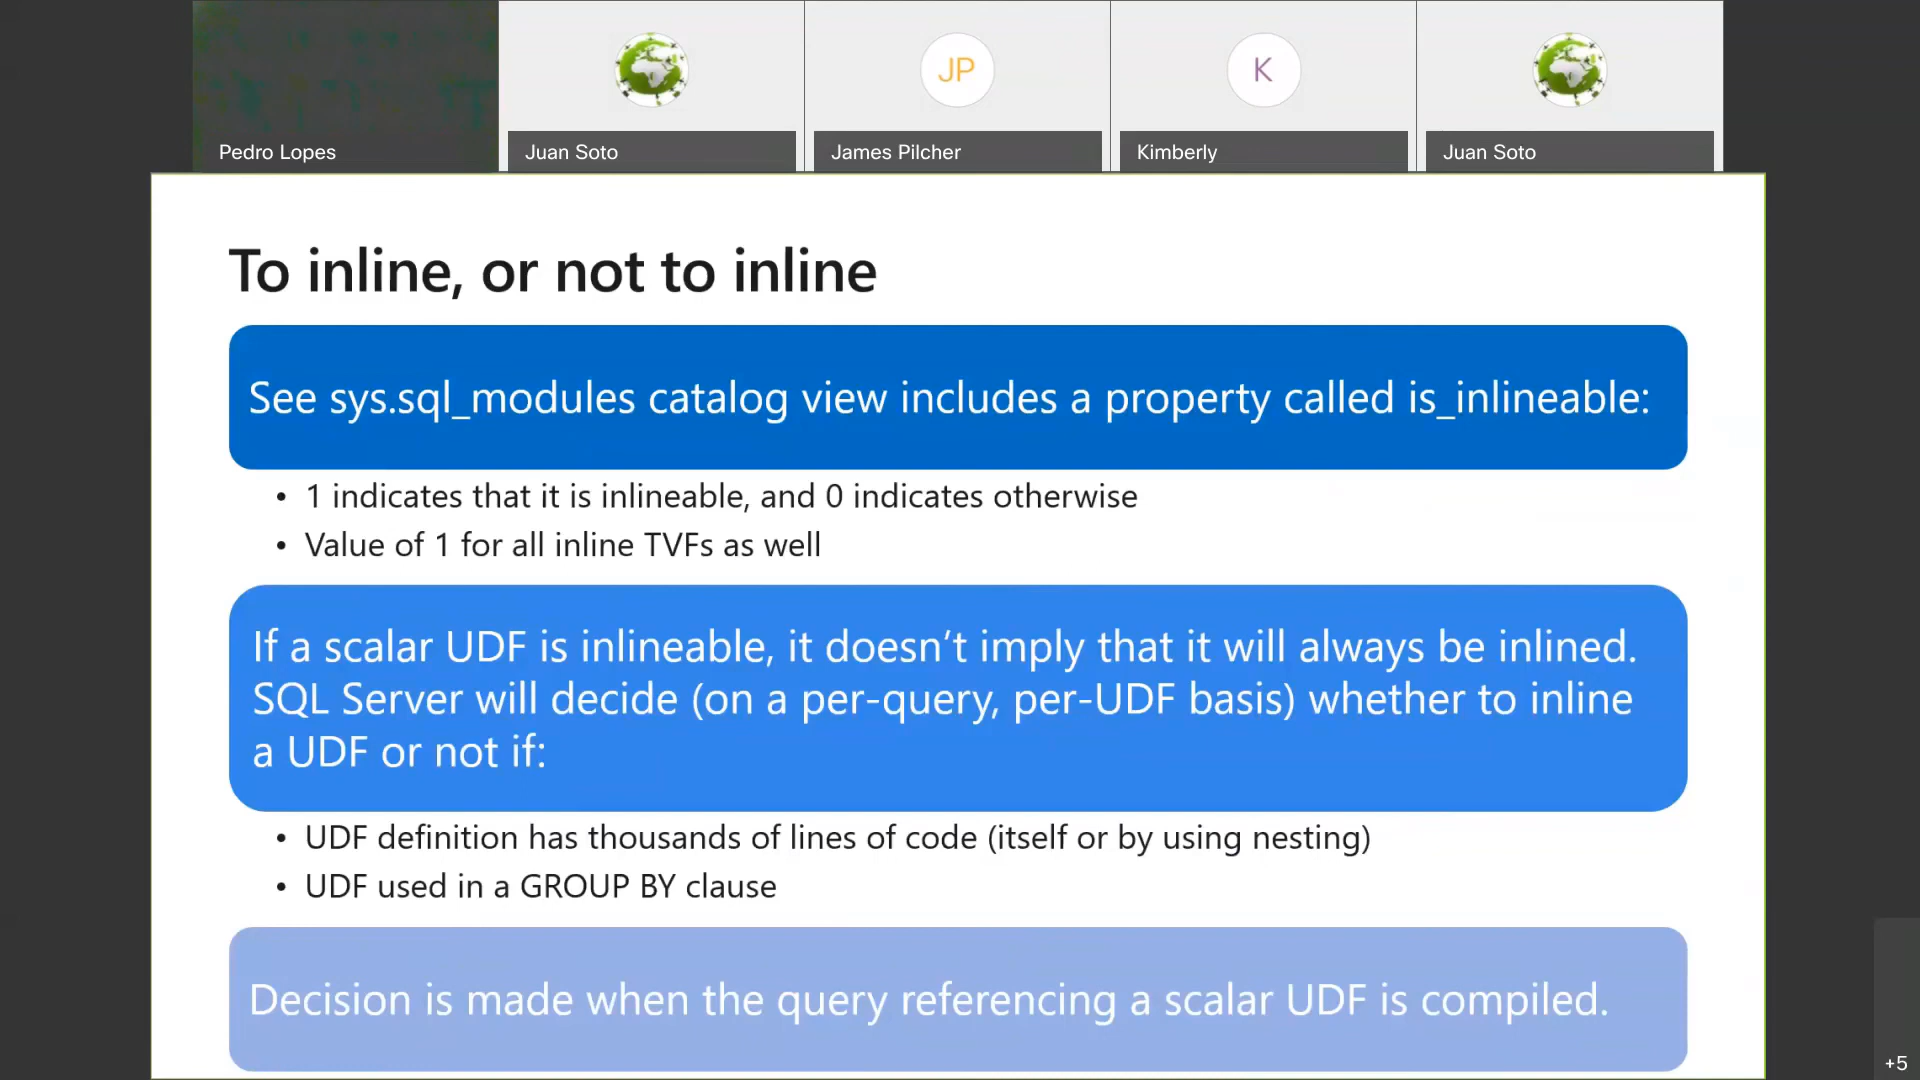 JP
K
Pedro Lopes
Juan Soto
James Pilcher
Kimberly
Juan Soto
To inline, or not to inline
See sys.sql_modules catalog view includes a property called is_inlineable:
• 1 indicates that it is inlineable, and 0 indicates otherwise
• Value of 1 for all inline TVFs as well
If a scalar UDF is inlineable, it doesn’t imply that it will always be inlined.
SQL Server will decide (on a per-query, per-UDF basis) whether to inline
a UDF or not if:
• UDF definition has thousands of lines of code (itself or by using nesting)
• UDF used in a GROUP BY clause
Decision is made when the query referencing a scalar UDF is compiled.
+5